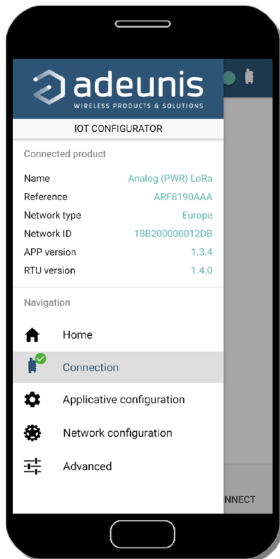 adeunis
WIRELESS PRODUCTS & SOLUTIONS
IOT CONFIGURATOR
Connected product
Name Analog (PWR) LoRa
Reference ARF8190AAA
Network type Europe
Network ID 18B200000012DB
APP version 1.3.4
RTU version 1.4.0
Navigation
Home
Connection
Applicative configuration
Network configuration
Advanced
NNECT